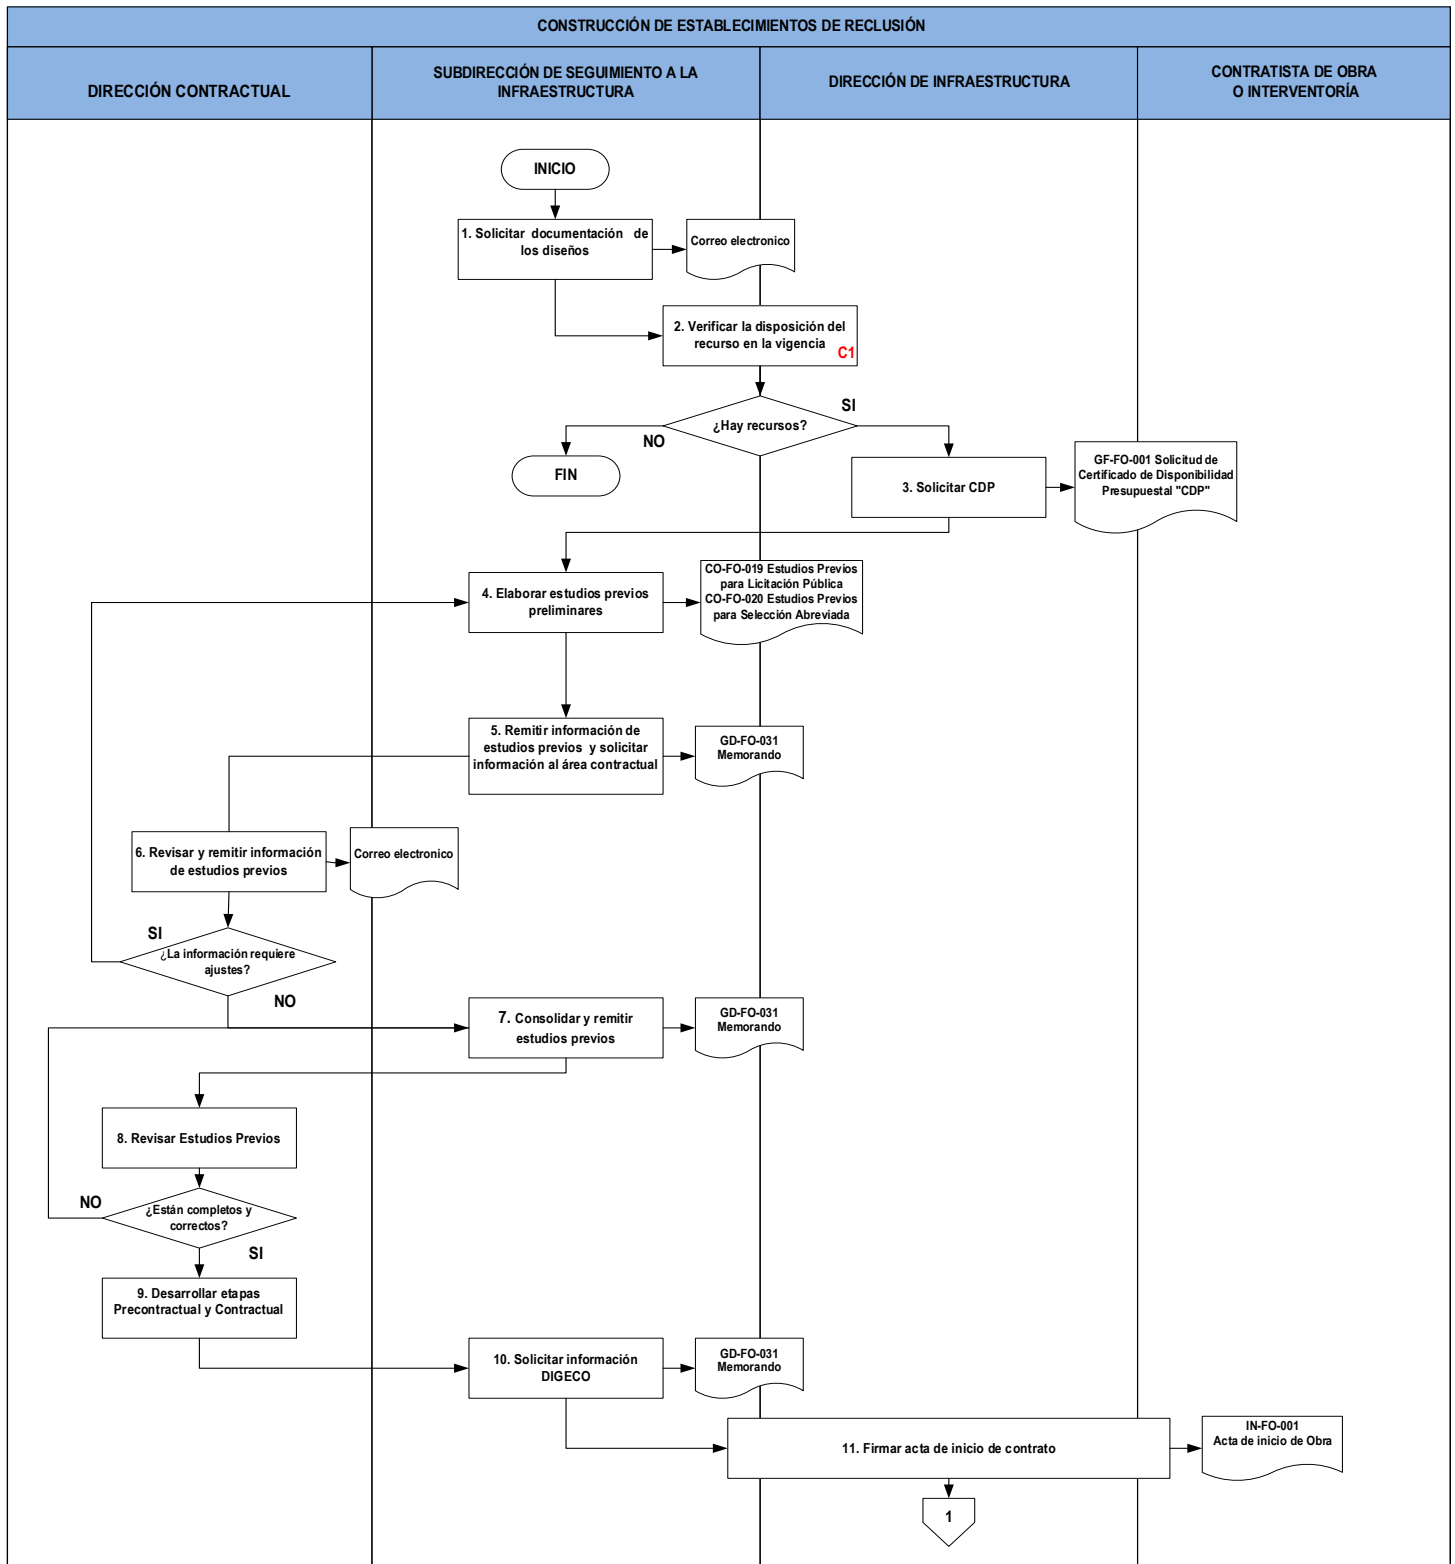 CONSTRUCCIÓN DE ESTABLECIMIENTOS DE RECLUSIÓN
DIRECCIÓN CONTRACTUAL
SUBDIRECCIÓN DE SEGUIMIENTO A LA
INFRAESTRUCTURA
DIRECCIÓN DE INFRAESTRUCTURA
CONTRATISTA DE OBRA
O INTERVENTORÍA
INICIO
1. Solicitar documentación de
los diseños
Correo electronico
2. Verificar la disposición del
recurso en la vigencia
C1
¿Hay recursos?
SI
NO
FIN
3. Solicitar CDP
GF-FO-001 Solicitud de
Certificado de Disponibilidad
Presupuestal "CDP"
4. Elaborar estudios previos
preliminares
CO-FO-019 Estudios Previos
para Licitación Pública
CO-FO-020 Estudios Previos
para Selección Abreviada
5. Remitir información de
estudios previos y solicitar
información al área contractual
GD-FO-031
Memorando
6. Revisar y remitir información
de estudios previos
Correo electronico
SI
¿La información requiere
ajustes?
NO
7. Consolidar y remitir
estudios previos
GD-FO-031
Memorando
8. Revisar Estudios Previos
NO
¿Están completos y
correctos?
SI
9. Desarrollar etapas
Precontractual y Contractual
10. Solicitar información
DIGECO
GD-FO-031
Memorando
11. Firmar acta de inicio de contrato
IN-FO-001
Acta de inicio de Obra
1